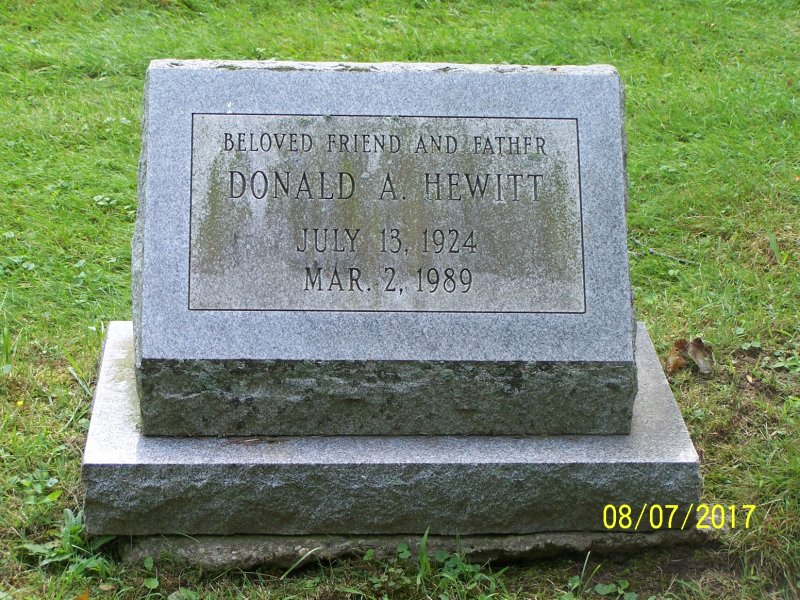 BELOVED FRIEND AND FATHER
DONALD A. HEWITT
JULY 13, 1924
MAR. 2, 1989
08/07/2017